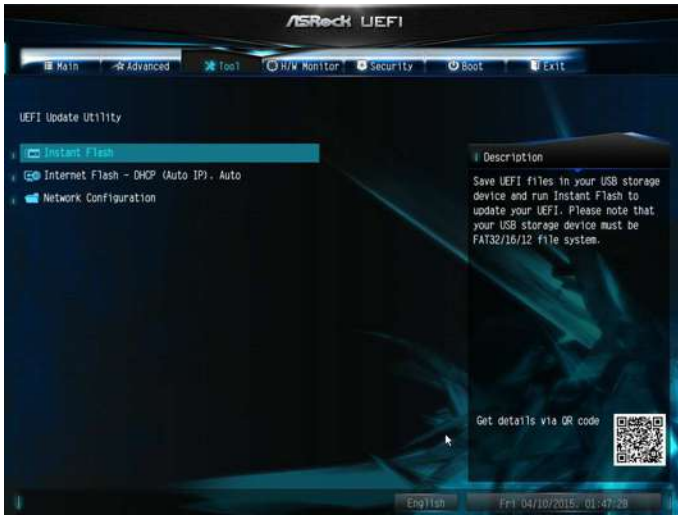 ASRock UEFI
Main Advanced Tool H/W Monitor Security Boot Exit
UEFI Update Utility
Instant Flash
Internet Flash - DHCP (Auto IP), Auto
Network Configuration
Description
Save UEFI files in your USB storage
device and run Instant Flash to
update your UEFI. Please note that
your USB storage device must be
FAT32/16/12 file system.
Get details via QR code
English
Fri 04/10/2015, 01:47:28